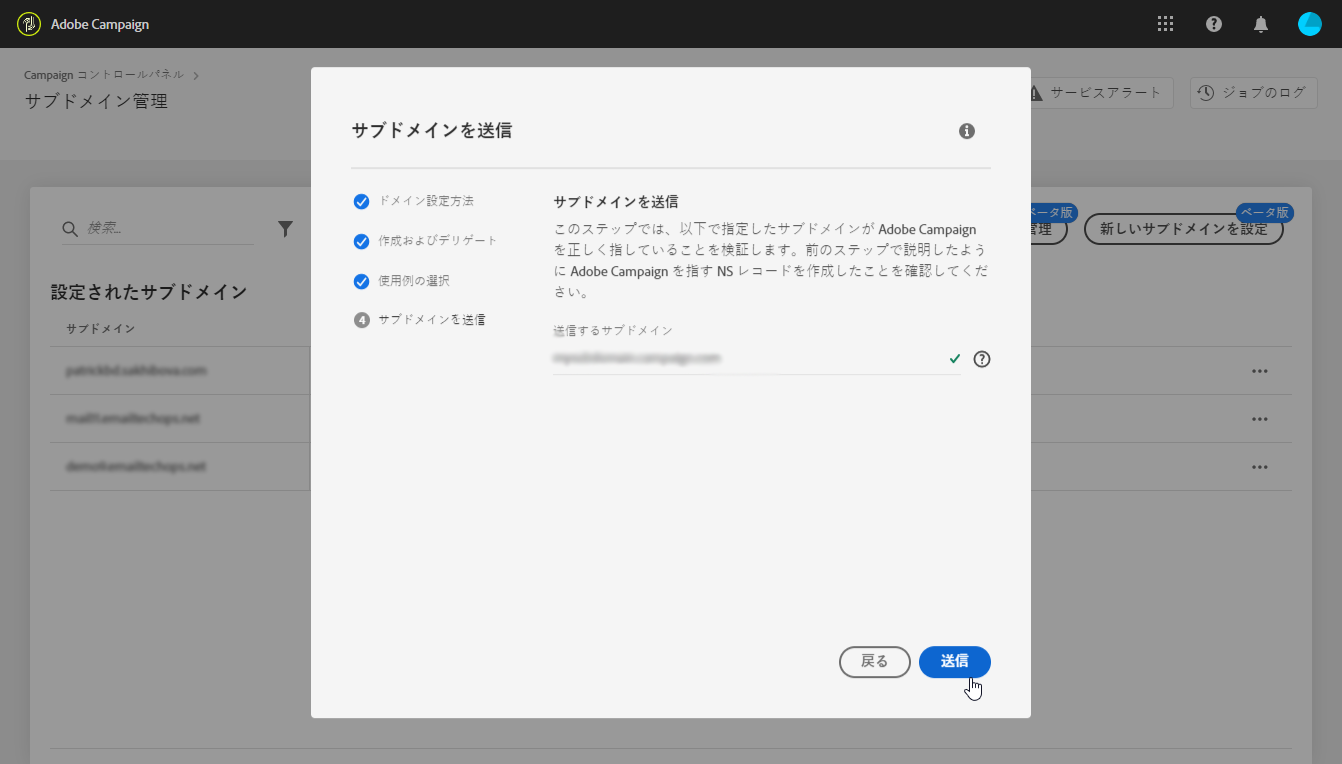 Adobe Campaign
Campaign コントロールパネル
サブドメイン管理
サービスアラート
ジョブのログ
検索...
ベータ版
管理
ベータ版
新しいサブドメインを設定
設定されたサブドメイン
サブドメイン
サブドメインを送信
ドメイン設定方法
作成およびデリゲート
使用例の選択
4 サブドメインを送信
サブドメインを送信
このステップでは、以下で指定したサブドメインが Adobe Campaign
を正しく指していることを検証します。前のステップで説明したよう
に Adobe Campaign を指す NS レコードを作成したことを確認してくだ
さい。
送信するサブドメイン
戻る
送信